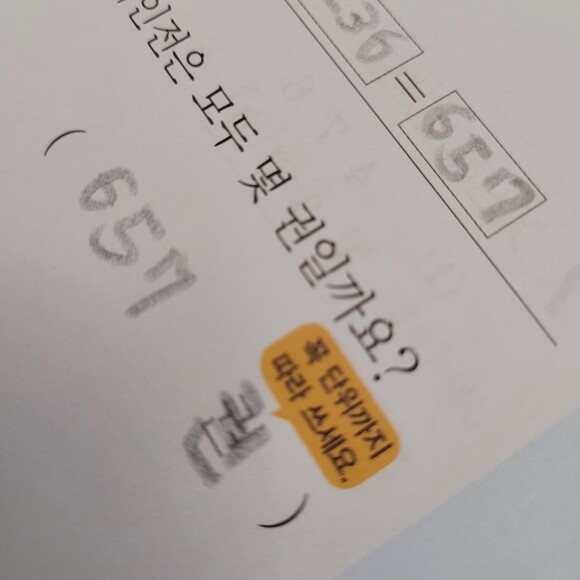 36 = 657
인전은 모두 몇 권일까요?
( 657 권 )
꼭 단위까지
따라 쓰세요.